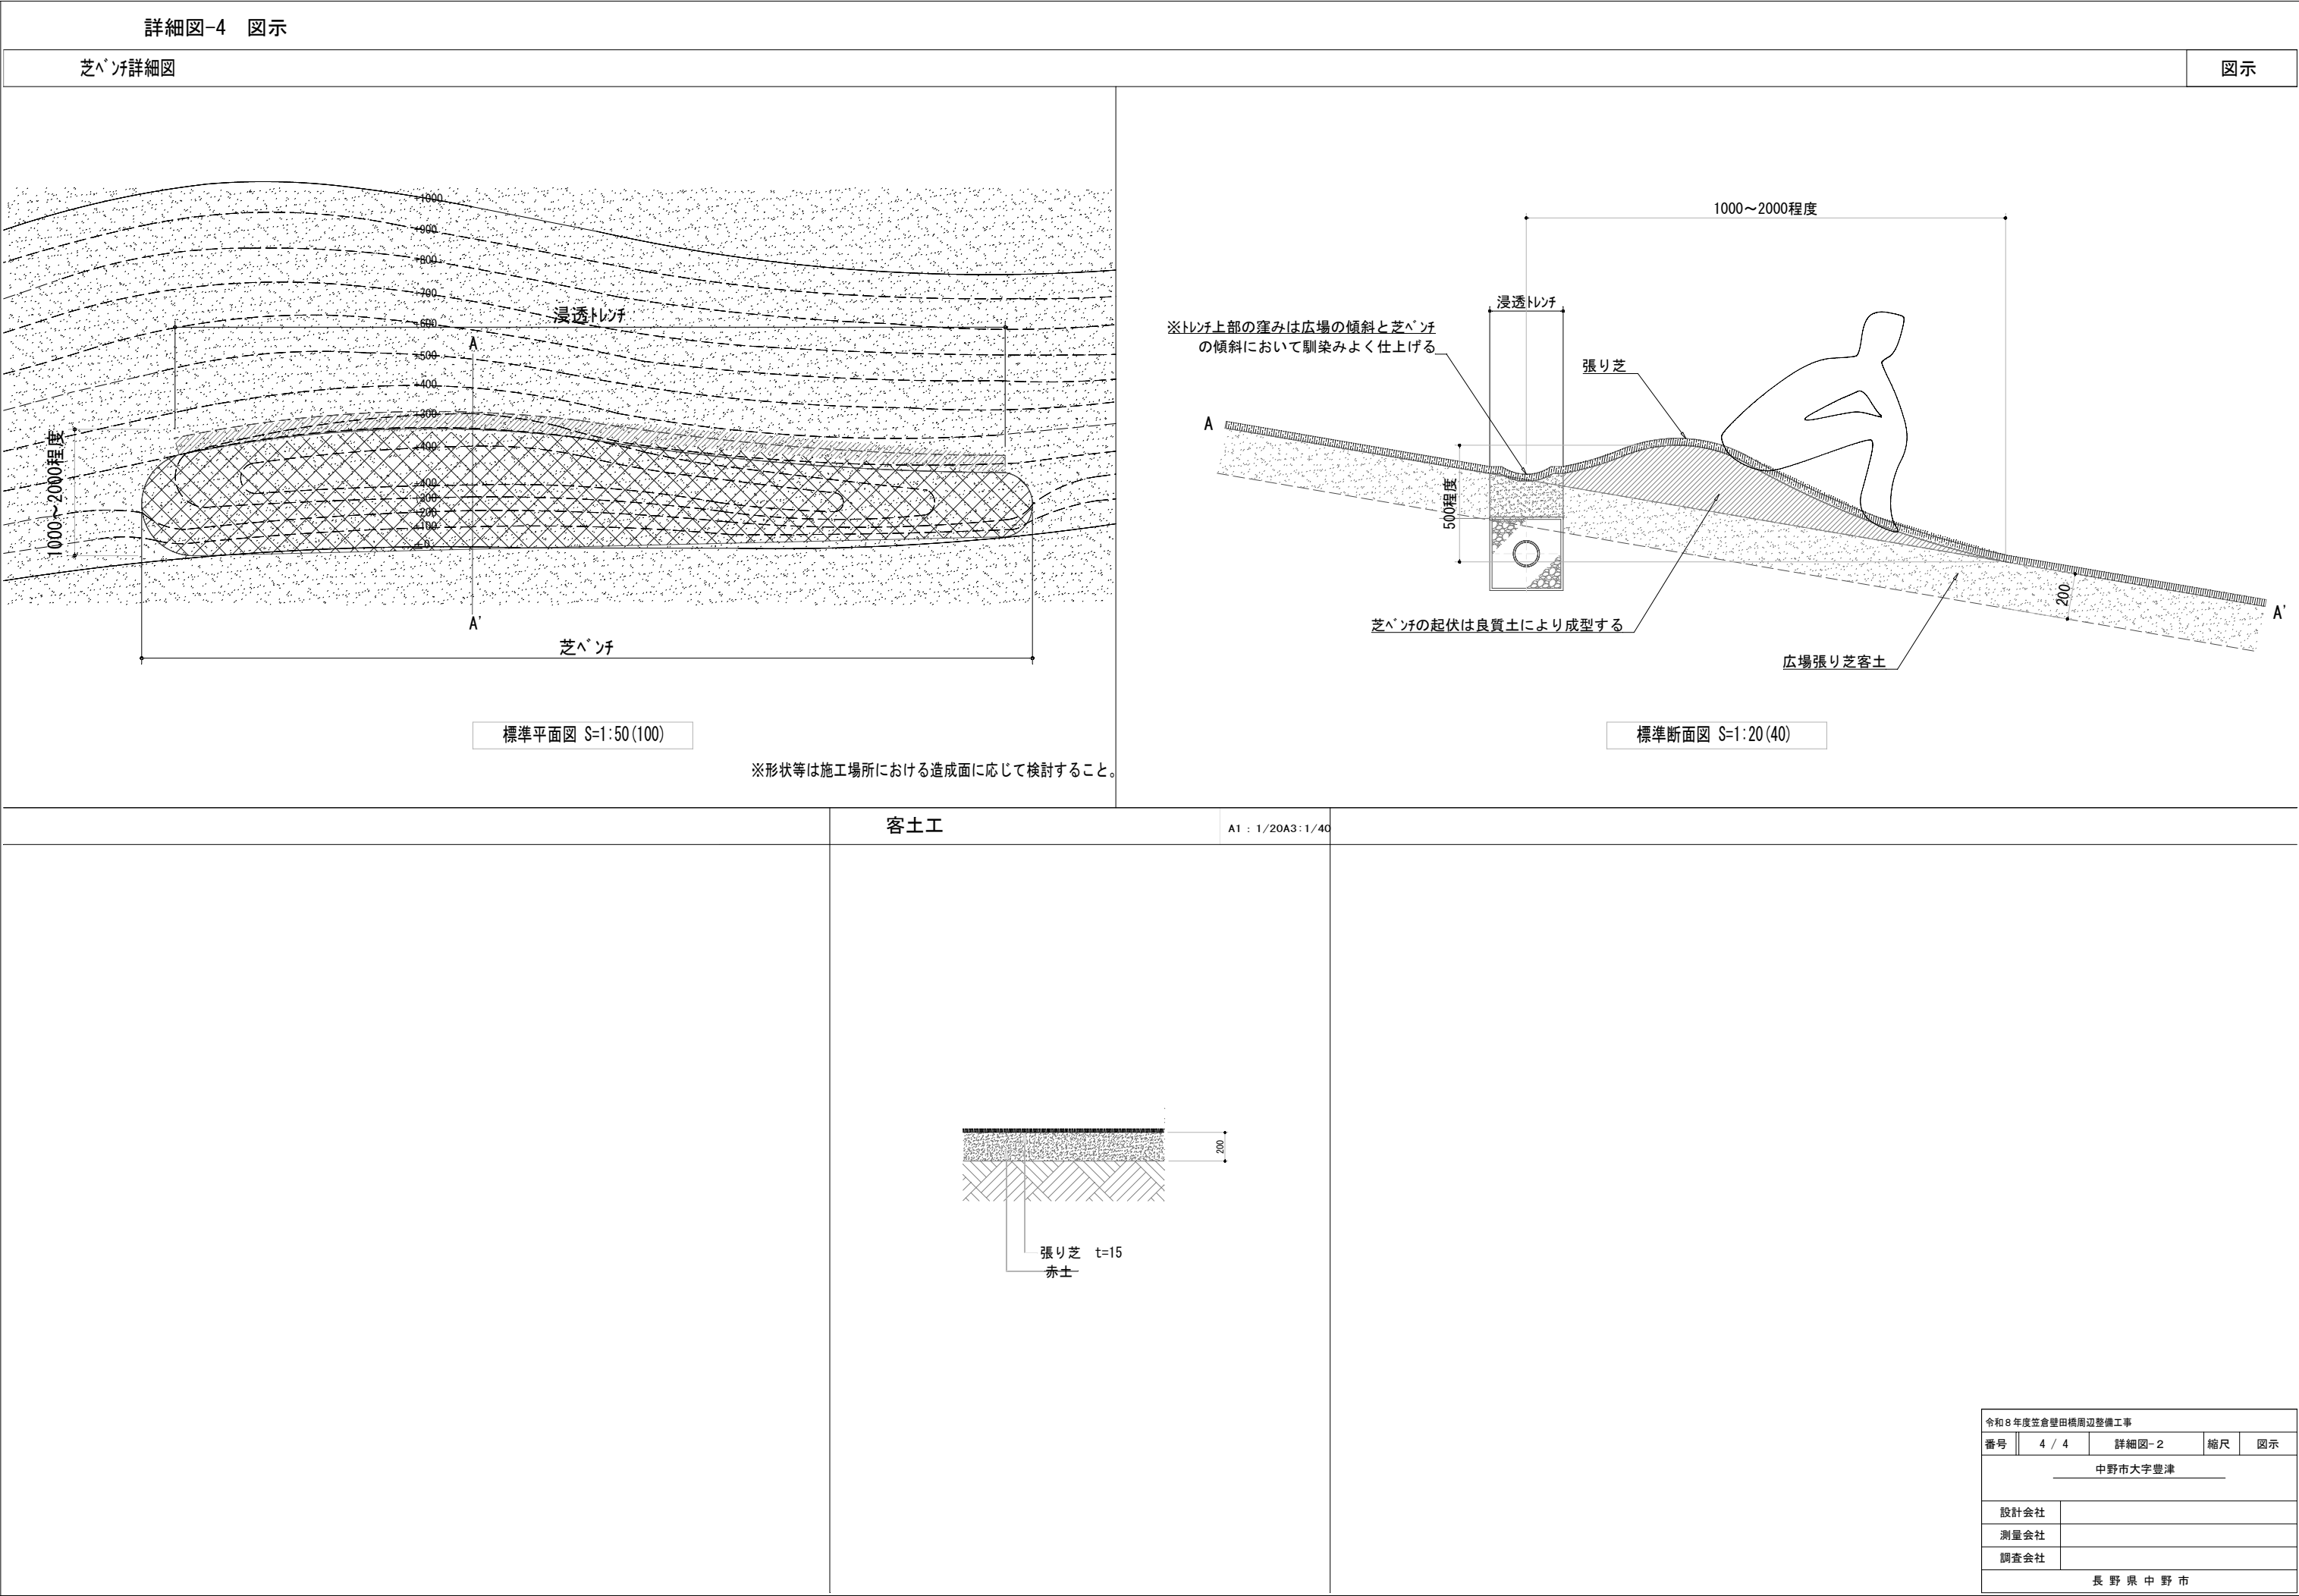 詳細図-4　図示
芝ﾍﾞﾝﾁ詳細図
図示
+1000
+900
+800
+700
浸透ﾄﾚﾝﾁ
+600
A
+500
+400
+300
+400
+400
+300
+200
+100
+0
1000～2000程度
A'
芝ﾍﾞﾝﾁ
標準平面図 S=1:50(100)
※形状等は施工場所における造成面に応じて検討すること。
1000～2000程度
浸透ﾄﾚﾝﾁ
※ﾄﾚﾝﾁ上部の窪みは広場の傾斜と芝ﾍﾞﾝﾁ
の傾斜において馴染みよく仕上げる
張り芝
A
500程度
200
A'
芝ﾍﾞﾝﾁの起伏は良質土により成型する
広場張り芝客土
標準断面図 S=1:20(40)
客土工
A1 : 1/20A3:1/40
200
張り芝　t=15
赤土
令和８年度笠倉壁田橋周辺整備工事
番号　4 / 4　詳細図-２　縮尺　図示
中野市大字豊津
設計会社
測量会社
調査会社
長 野 県 中 野 市